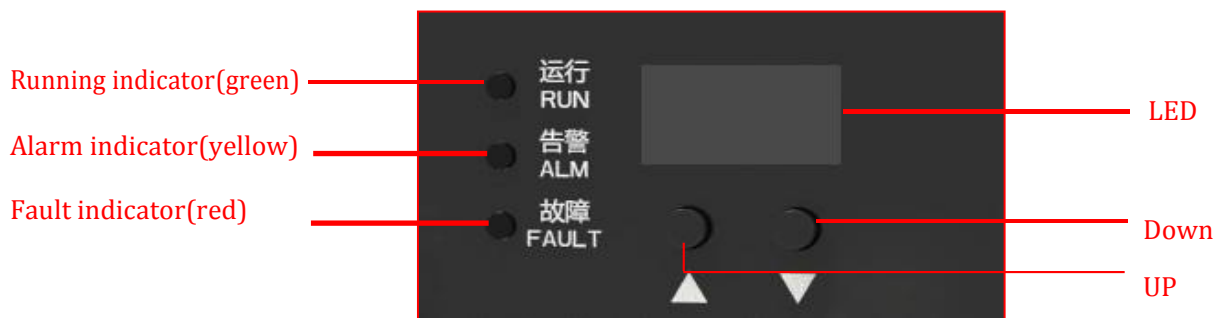 Running indicator(green)
运行
RUN
LED
Alarm indicator(yellow)
告警
ALM
Fault indicator(red)
故障
FAULT
Down
UP